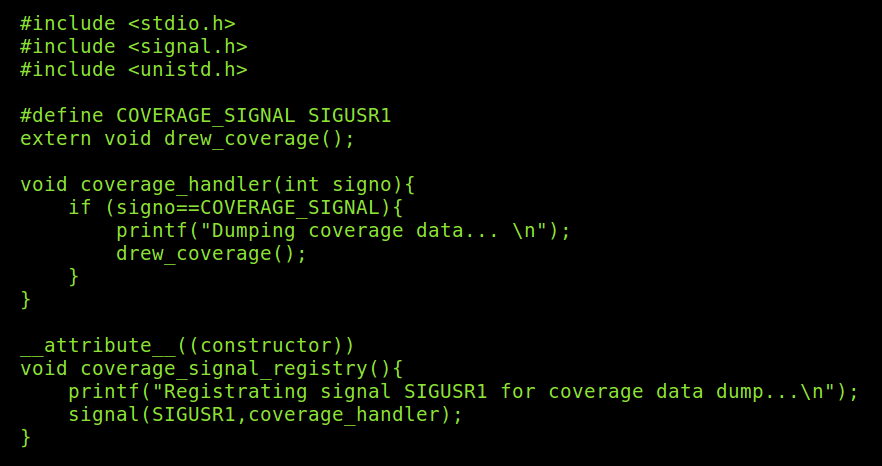 #include <stdio.h>
#include <signal.h>
#include <unistd.h>

#define COVERAGE_SIGNAL SIGUSR1
extern void drew_coverage();

void coverage_handler(int signo){
    if (signo==COVERAGE_SIGNAL){
        printf("Dumping coverage data... \n");
        drew_coverage();
    }
}

__attribute__((constructor))
void coverage_signal_registry(){
    printf("Registrating signal SIGUSR1 for coverage data dump...\n");
    signal(SIGUSR1,coverage_handler);
}